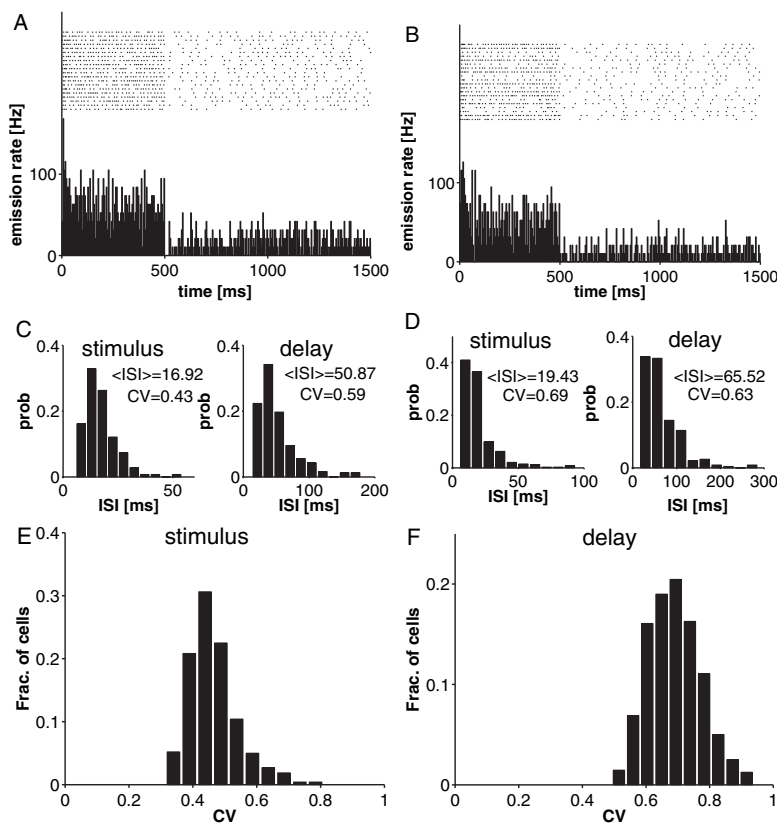 A
emission rate [Hz]
100
0
0
500
1000
1500
time [ms]
B
emission rate [Hz]
100
0
0
500
1000
1500
time [ms]
C
stimulus
<ISI>=16.92
CV=0.43
prob
0.4
0.2
0
0
50
ISI [ms]
delay
<ISI>=50.87
CV=0.59
prob
0.4
0.2
0
0
100
200
ISI [ms]
D
stimulus
<ISI>=19.43
CV=0.69
prob
0.4
0.2
0
0
50
100
ISI [ms]
delay
<ISI>=65.52
CV=0.63
prob
0.4
0.2
0
0
100
200
300
ISI [ms]
E
stimulus
Frac. of cells
0.4
0.3
0.2
0.1
0
0
0.2
0.4
0.6
0.8
1
CV
F
delay
Frac. of cells
0.2
0.1
0
0
0.2
0.4
0.6
0.8
1
CV